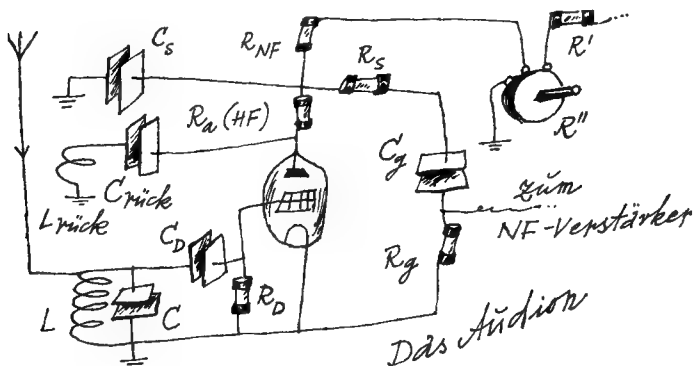 C_s
R_NF
R_s
R'
R_a (HF)
R"
C_rück
L_rück
C_g
zum
NF-Verstärker
C_D
R_g
R_D
L
C
Das Audion